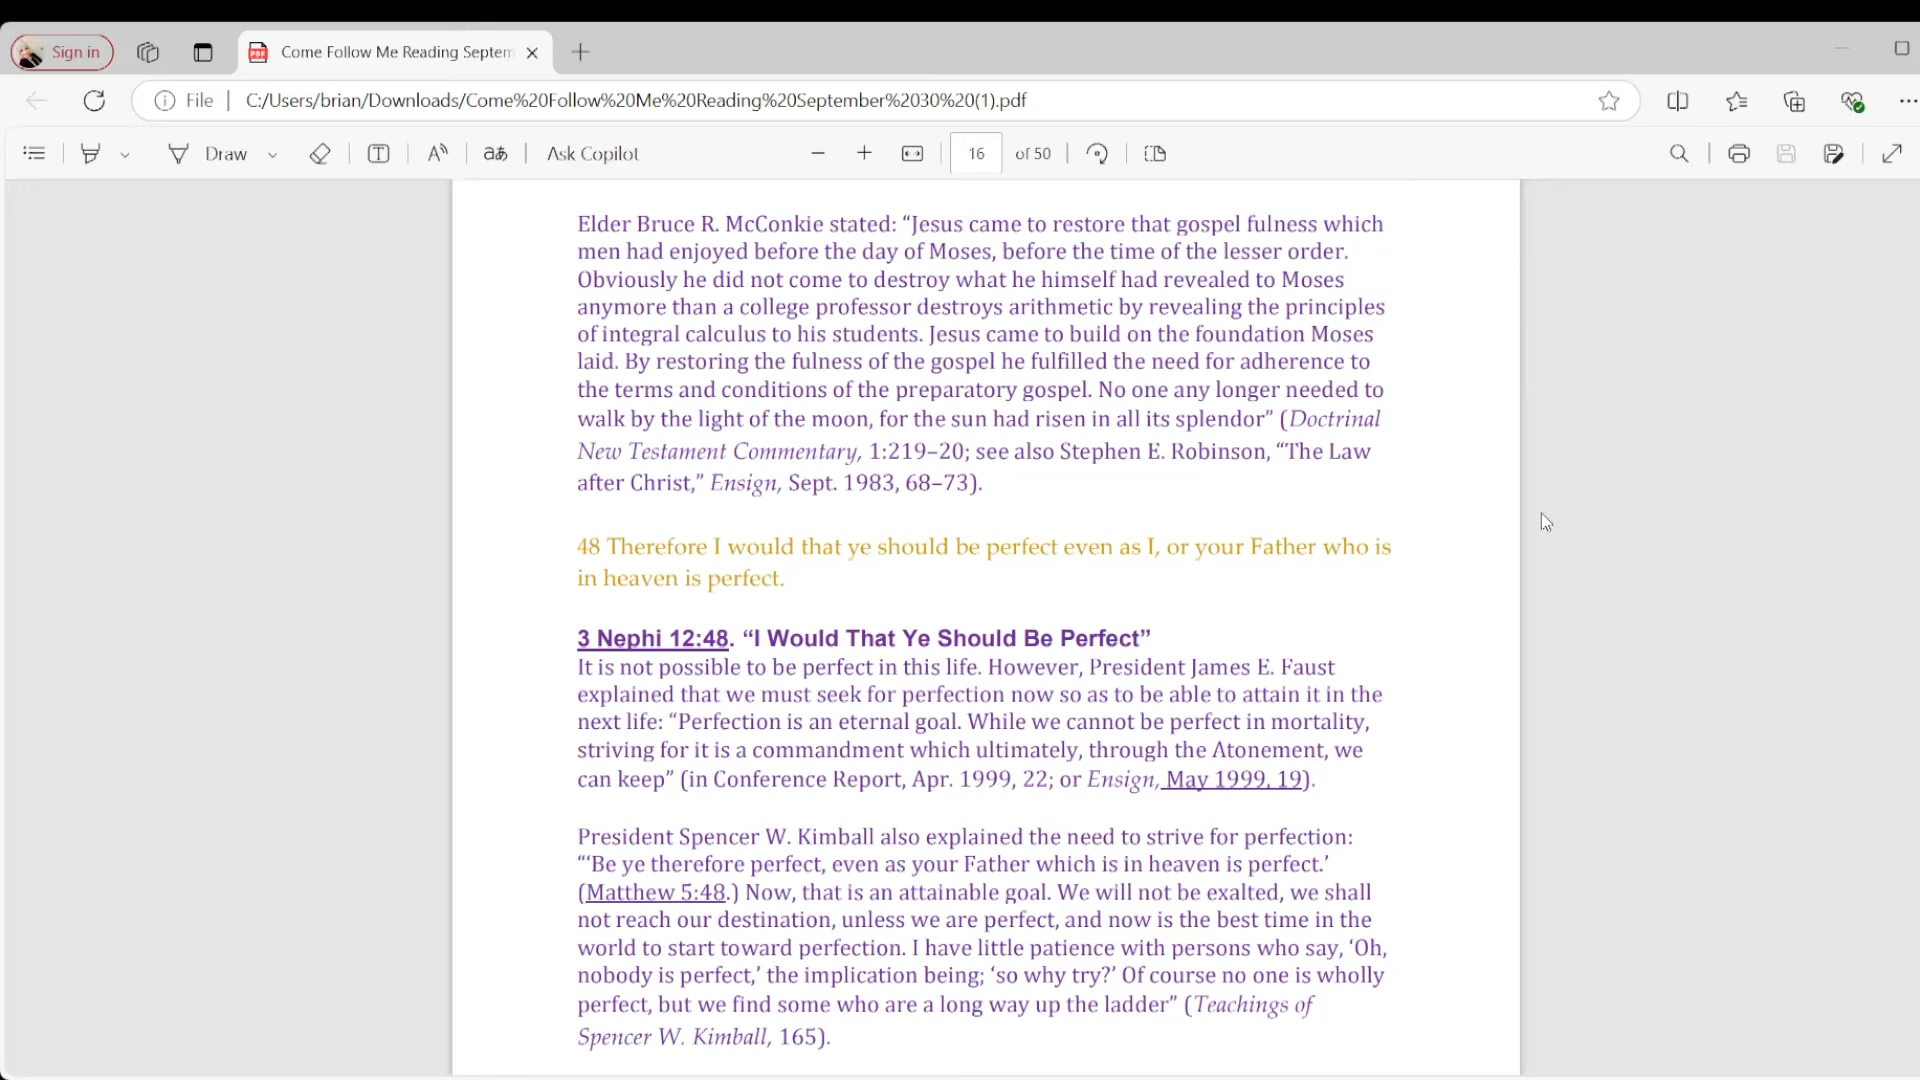 Sign in
Come Follow Me Reading Septem
File
C:/Users/brian/Downloads/Come%20Follow%20Me%20Reading%20September%2030%20(1).pdf
Draw
Ask Copilot
16 of 50
Elder Bruce R. McConkie stated: “Jesus came to restore that gospel fulness which
men had enjoyed before the day of Moses, before the time of the lesser order.
Obviously he did not come to destroy what he himself had revealed to Moses
anymore than a college professor destroys arithmetic by revealing the principles
of integral calculus to his students. Jesus came to build on the foundation Moses
laid. By restoring the fulness of the gospel he fulfilled the need for adherence to
the terms and conditions of the preparatory gospel. No one any longer needed to
walk by the light of the moon, for the sun had risen in all its splendor” (Doctrinal
New Testament Commentary, 1:219–20; see also Stephen E. Robinson, “The Law
after Christ,” Ensign, Sept. 1983, 68–73).
48 Therefore I would that ye should be perfect even as I, or your Father who is
in heaven is perfect.
3 Nephi 12:48. “I Would That Ye Should Be Perfect”
It is not possible to be perfect in this life. However, President James E. Faust
explained that we must seek for perfection now so as to be able to attain it in the
next life: “Perfection is an eternal goal. While we cannot be perfect in mortality,
striving for it is a commandment which ultimately, through the Atonement, we
can keep” (in Conference Report, Apr. 1999, 22; or Ensign, May 1999, 19).
President Spencer W. Kimball also explained the need to strive for perfection:
“‘Be ye therefore perfect, even as your Father which is in heaven is perfect.’
(Matthew 5:48.) Now, that is an attainable goal. We will not be exalted, we shall
not reach our destination, unless we are perfect, and now is the best time in the
world to start toward perfection. I have little patience with persons who say, ‘Oh,
nobody is perfect,’ the implication being; ‘so why try?’ Of course no one is wholly
perfect, but we find some who are a long way up the ladder” (Teachings of
Spencer W. Kimball, 165).